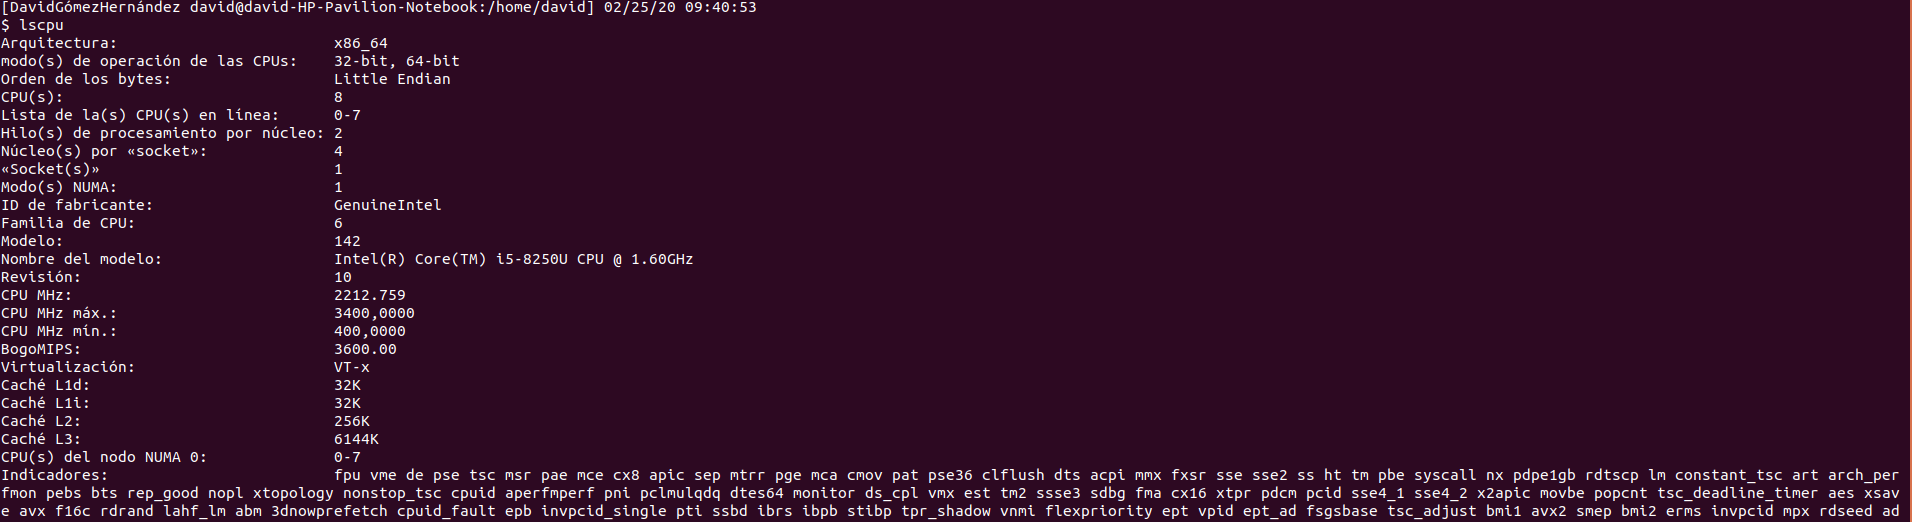 [DavidGómezHernández david@david-HP-Pavilion-Notebook:/home/david] 02/25/20 09:40:53
$ lscpu
Arquitectura:                        x86_64
modo(s) de operación de las CPUs:    32-bit, 64-bit
Orden de los bytes:                  Little Endian
CPU(s):                              8
Lista de la(s) CPU(s) en línea:      0-7
Hilo(s) de procesamiento por núcleo: 2
Núcleo(s) por «socket»:              4
«Socket(s)»                          1
Modo(s) NUMA:                        1
ID de fabricante:                    GenuineIntel
Familia de CPU:                      6
Modelo:                              142
Nombre del modelo:                   Intel(R) Core(TM) i5-8250U CPU @ 1.60GHz
Revisión:                            10
CPU MHz:                             2212.759
CPU MHz máx.:                        3400,0000
CPU MHz mín.:                        400,0000
BogoMIPS:                            3600.00
Virtualización:                      VT-x
Caché L1d:                           32K
Caché L1i:                           32K
Caché L2:                            256K
Caché L3:                            6144K
CPU(s) del nodo NUMA 0:              0-7
Indicadores:                         fpu vme de pse tsc msr pae mce cx8 apic sep mtrr pge mca cmov pat pse36 clflush dts acpi mmx fxsr sse sse2 ss ht tm pbe syscall nx pdpe1gb rdtscp lm constant_tsc art arch_per
fmon pebs bts rep_good nopl xtopology nonstop_tsc cpuid aperfmperf pni pclmulqdq dtes64 monitor ds_cpl vmx est tm2 ssse3 sdbg fma cx16 xtpr pdcm pcid sse4_1 sse4_2 x2apic movbe popcnt tsc_deadline_timer aes xsav
e avx f16c rdrand lahf_lm abm 3dnowprefetch cpuid_fault epb invpcid_single pti ssbd ibrs ibpb stibp tpr_shadow vnmi flexpriority ept vpid ept_ad fsgsbase tsc_adjust bmi1 avx2 smep bmi2 erms invpcid mpx rdseed ad